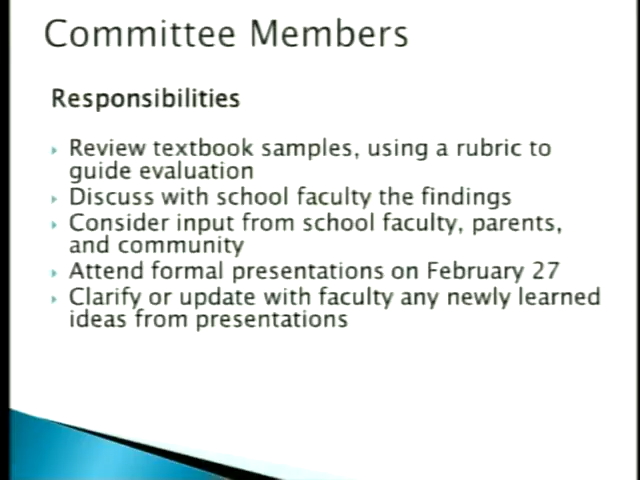 Committee Members
Responsibilities
Review textbook samples, using a rubric to
guide evaluation
Discuss with school faculty the findings
Consider input from school faculty, parents,
and community
Attend formal presentations on February 27
Clarify or update with faculty any newly learned
ideas from presentations